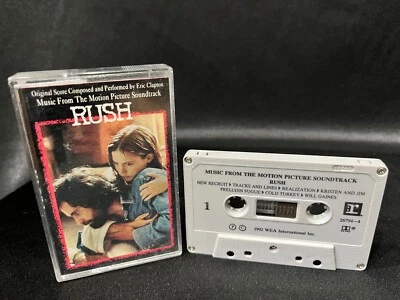 Original Score Composed and Performed by Eric Clapton
Music From The Motion Picture Soundtrack
RUSH
MUSIC FROM THE MOTION PICTURE SOUNDTRACK
RUSH
NEW RECRUIT • TRACKS AND LINES • REALIZATION • KRISTEN AND JIM
PRELUDIN FUGUE • COLD TURKEY • WILL GAINES
1
26794-4
1992 WEA International Inc.